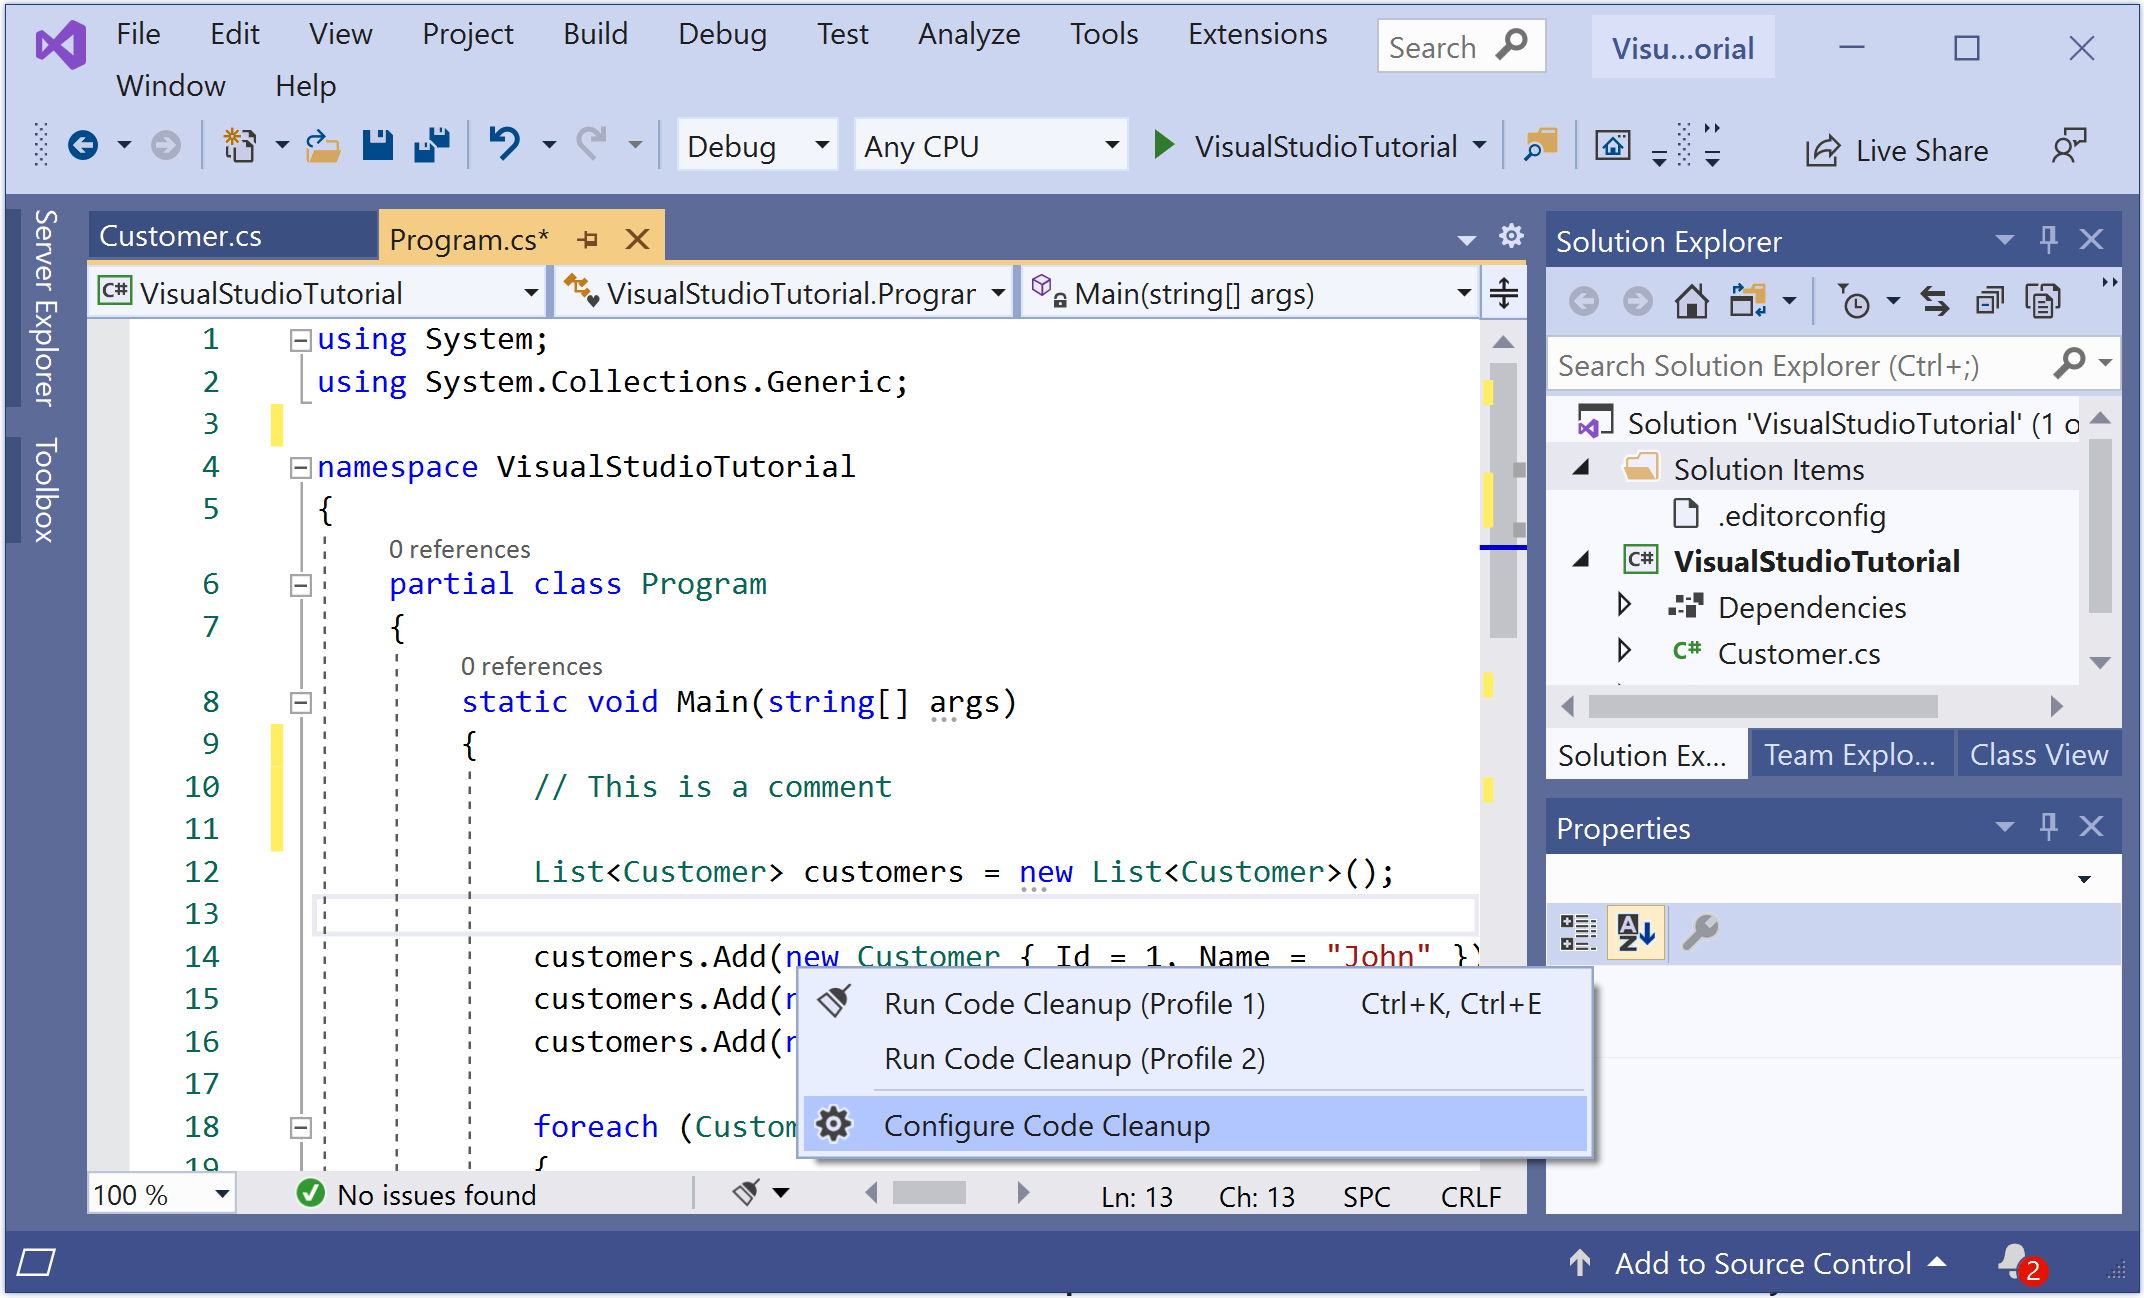 File Edit View Project Build Debug Test Analyze Tools Extensions Search Visu...orial
Window Help
Debug Any CPU VisualStudioTutorial Live Share
Server Explorer
Toolbox
Customer.cs Program.cs*
C# VisualStudioTutorial VisualStudioTutorial.Prograr Main(string[] args)
1 using System;
2 using System.Collections.Generic;
3
4 namespace VisualStudioTutorial
5 {
0 references
6 partial class Program
7 {
0 references
8 static void Main(string[] args)
9 {
10 // This is a comment
11
12 List<Customer> customers = new List<Customer>();
13
14 customers.Add(new Customer { Id = 1, Name = "John" })
15 customers.Add(n
16 customers.Add(n
17
18 foreach (Custom
19 {
Run Code Cleanup (Profile 1) Ctrl+K, Ctrl+E
Run Code Cleanup (Profile 2)
Configure Code Cleanup
100 % No issues found Ln: 13 Ch: 13 SPC CRLF
Solution Explorer
Search Solution Explorer (Ctrl+;)
Solution 'VisualStudioTutorial' (1 o
Solution Items
.editorconfig
C# VisualStudioTutorial
Dependencies
C# Customer.cs
Solution Ex... Team Explo... Class View
Properties
AZ
Add to Source Control 2